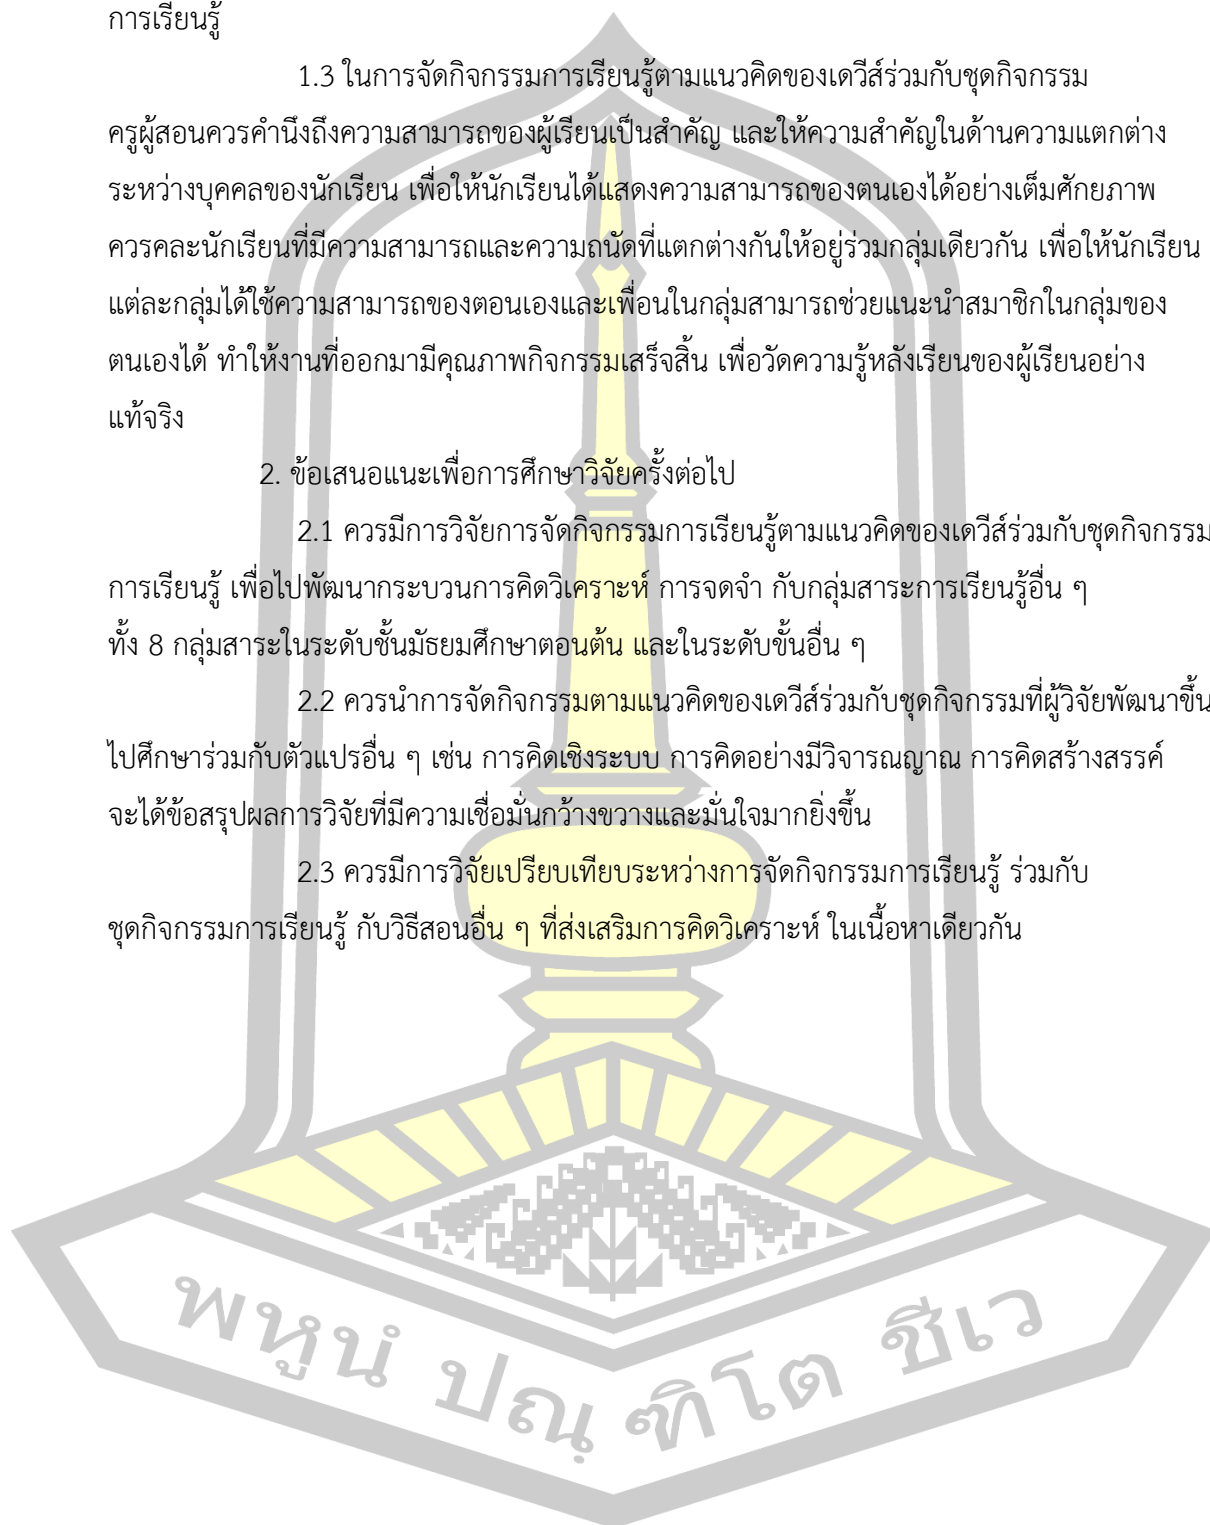 การเรียนรู้
1.3 ในการจัดกิจกรรมการเรียนรู้ตามแนวคิดของเดวีส์ร่วมกับชุดกิจกรรม
ครูผู้สอนควรคำนึงถึงความสามารถของผู้เรียนเป็นสำคัญ และให้ความสำคัญในด้านความแตกต่าง
ระหว่างบุคคลของนักเรียน เพื่อให้นักเรียนได้แสดงความสามารถของตนเองได้อย่างเต็มศักยภาพ
ควรคละนักเรียนที่มีความสามารถและความถนัดที่แตกต่างกันให้อยู่ร่วมกลุ่มเดียวกัน เพื่อให้นักเรียน
แต่ละกลุ่มได้ใช้ความสามารถของตอนเองและเพื่อนในกลุ่มสามารถช่วยแนะนำสมาชิกในกลุ่มของ
ตนเองได้ ทำให้งานที่ออกมามีคุณภาพกิจกรรมเสร็จสิ้น เพื่อวัดความรู้หลังเรียนของผู้เรียนอย่าง
แท้จริง
2. ข้อเสนอแนะเพื่อการศึกษาวิจัยครั้งต่อไป
2.1 ควรมีการวิจัยการจัดกิจกรรมการเรียนรู้ตามแนวคิดของเดวีส์ร่วมกับชุดกิจกรรม
การเรียนรู้ เพื่อไปพัฒนากระบวนการคิดวิเคราะห์ การจดจำ กับกลุ่มสาระการเรียนรู้อื่น ๆ
ทั้ง 8 กลุ่มสาระในระดับชั้นมัธยมศึกษาตอนต้น และในระดับขั้นอื่น ๆ
2.2 ควรนำการจัดกิจกรรมตามแนวคิดของเดวีส์ร่วมกับชุดกิจกรรมที่ผู้วิจัยพัฒนาขึ้น
ไปศึกษาร่วมกับตัวแปรอื่น ๆ เช่น การคิดเชิงระบบ การคิดอย่างมีวิจารณญาณ การคิดสร้างสรรค์
จะได้ข้อสรุปผลการวิจัยที่มีความเชื่อมั่นกว้างขวางและมั่นใจมากยิ่งขึ้น
2.3 ควรมีการวิจัยเปรียบเทียบระหว่างการจัดกิจกรรมการเรียนรู้ ร่วมกับ
ชุดกิจกรรมการเรียนรู้ กับวิธีสอนอื่น ๆ ที่ส่งเสริมการคิดวิเคราะห์ ในเนื้อหาเดียวกัน
พหูนํ ปณฺฑิโต ชีเว